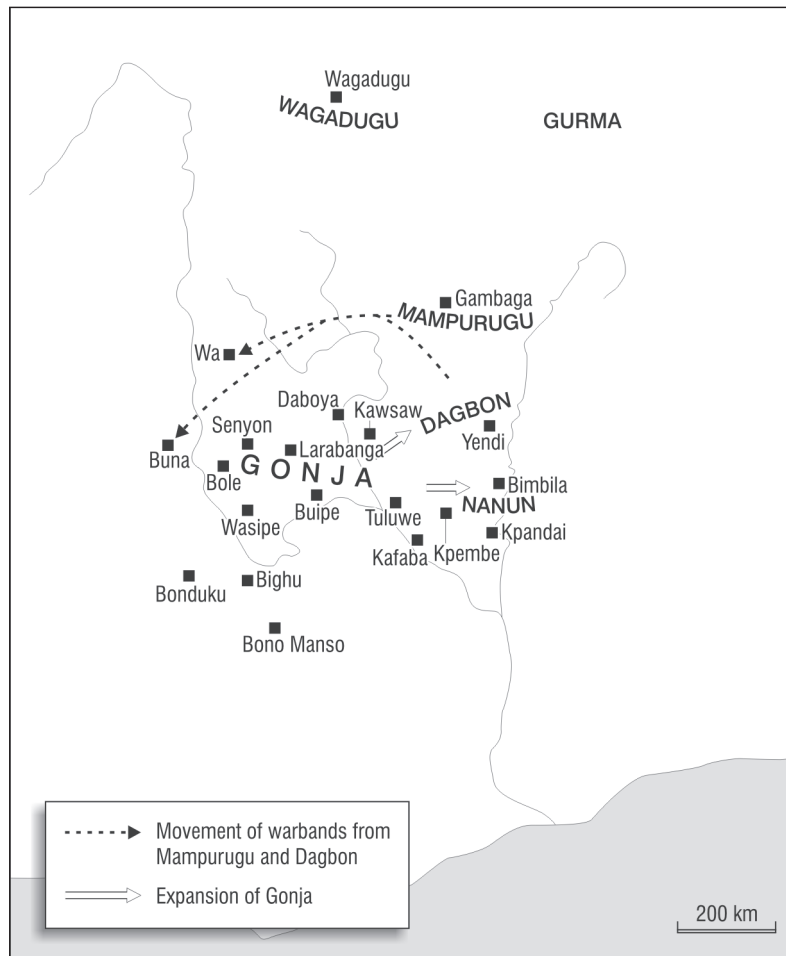 Wagadugu
WAGADUGU
GURMA
Gambaga
MAMPURUGU
Wa
Daboya
Kawsaw
DAGBON
Senyon
Yendi
Buna
Larabanga
Bole
GONJA
Bimbila
NANUN
Buipe
Tuluwe
Wasipe
Kpandai
Kafaba
Kpembe
Bonduku
Bighu
Bono Manso
Movement of warbands from
Mampurugu and Dagbon
Expansion of Gonja
200 km